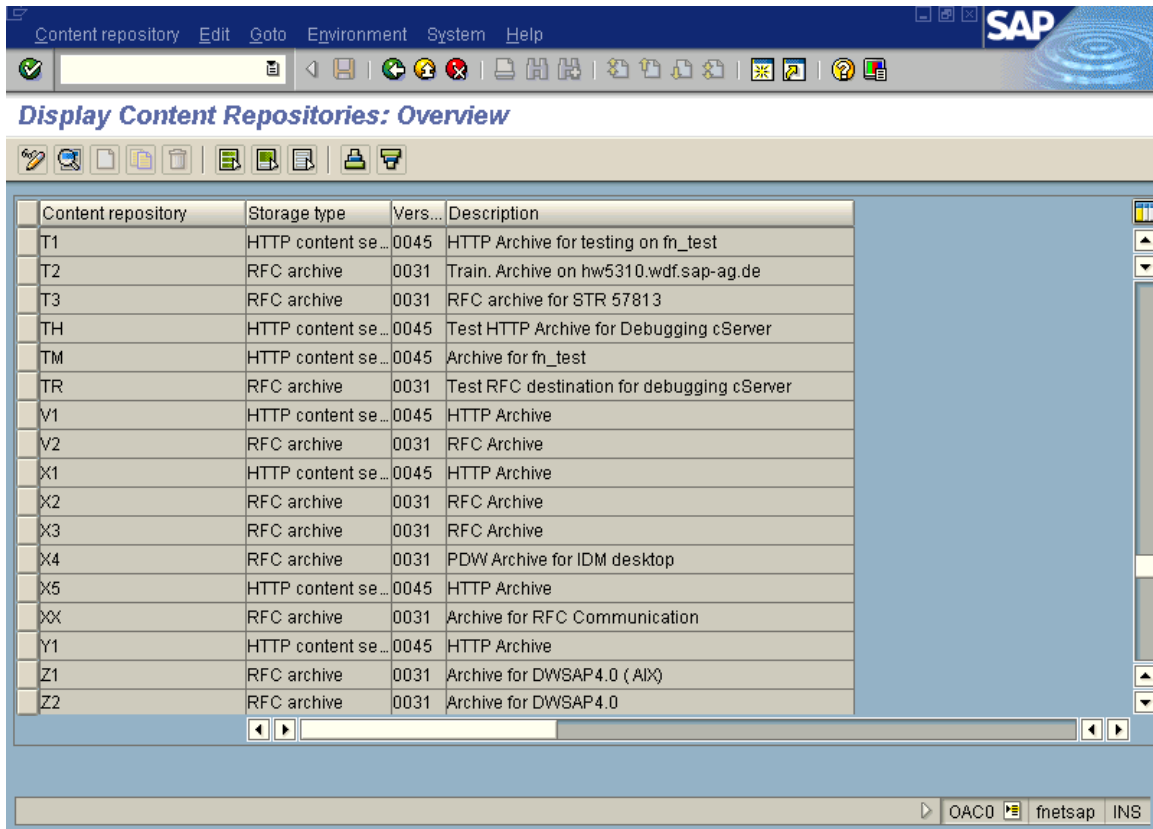 Content repository Edit Goto Environment System Help
SAP
Display Content Repositories: Overview
Content repository Storage type Vers... Description
T1 HTTP content se... 0045 HTTP Archive for testing on fn_test
T2 RFC archive 0031 Train. Archive on hw5310.wdf.sap-ag.de
T3 RFC archive 0031 RFC archive for STR 57813
TH HTTP content se... 0045 Test HTTP Archive for Debugging cServer
TM HTTP content se... 0045 Archive for fn_test
TR RFC archive 0031 Test RFC destination for debugging cServer
V1 HTTP content se... 0045 HTTP Archive
V2 RFC archive 0031 RFC Archive
X1 HTTP content se... 0045 HTTP Archive
X2 RFC archive 0031 RFC Archive
X3 RFC archive 0031 RFC Archive
X4 RFC archive 0031 PDW Archive for IDM desktop
X5 HTTP content se... 0045 HTTP Archive
XX RFC archive 0031 Archive for RFC Communication
Y1 HTTP content se... 0045 HTTP Archive
Z1 RFC archive 0031 Archive for DWSAP4.0 ( AIX)
Z2 RFC archive 0031 Archive for DWSAP4.0
OAC0 fnetsap INS